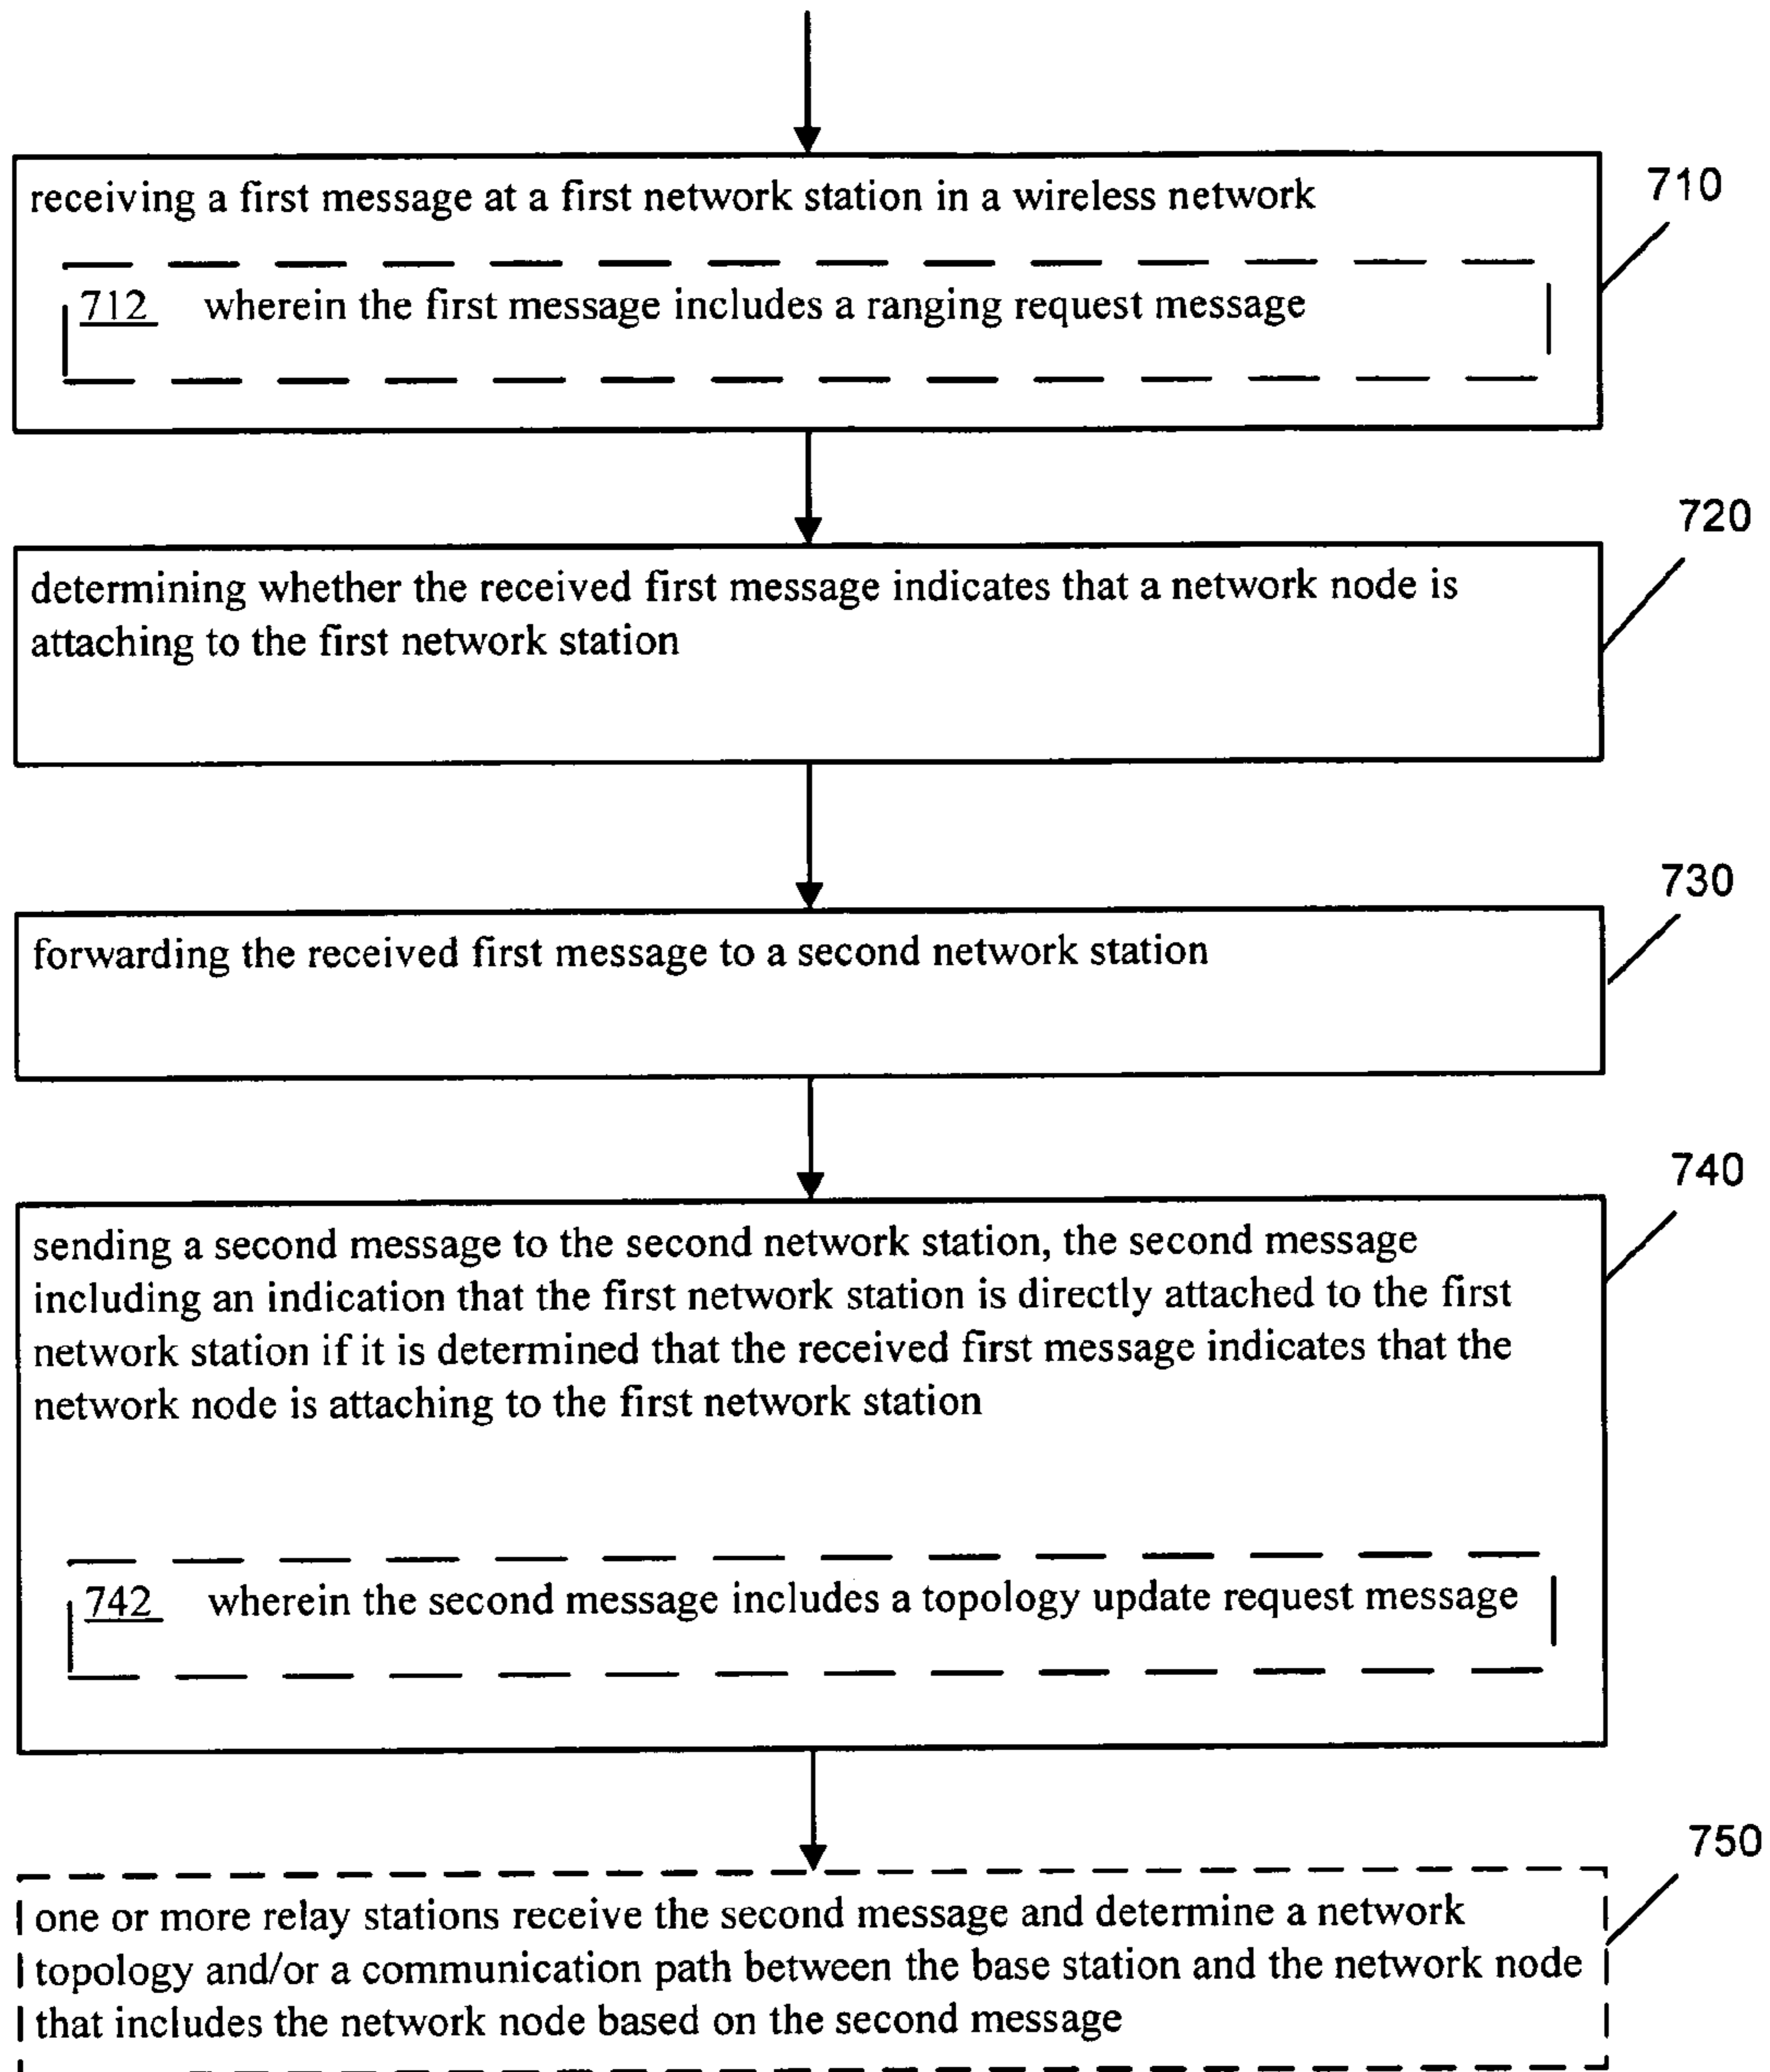 receiving a first message at a first network station in a wireless network
710
712 wherein the first message includes a ranging request message
720
determining whether the received first message indicates that a network node is
attaching to the first network station
730
forwarding the received first message to a second network station
740
sending a second message to the second network station, the second message
including an indication that the first network station is directly attached to the first
network station if it is determined that the received first message indicates that the
network node is attaching to the first network station
742 wherein the second message includes a topology update request message
750
one or more relay stations receive the second message and determine a network
topology and/or a communication path between the base station and the network node
that includes the network node based on the second message